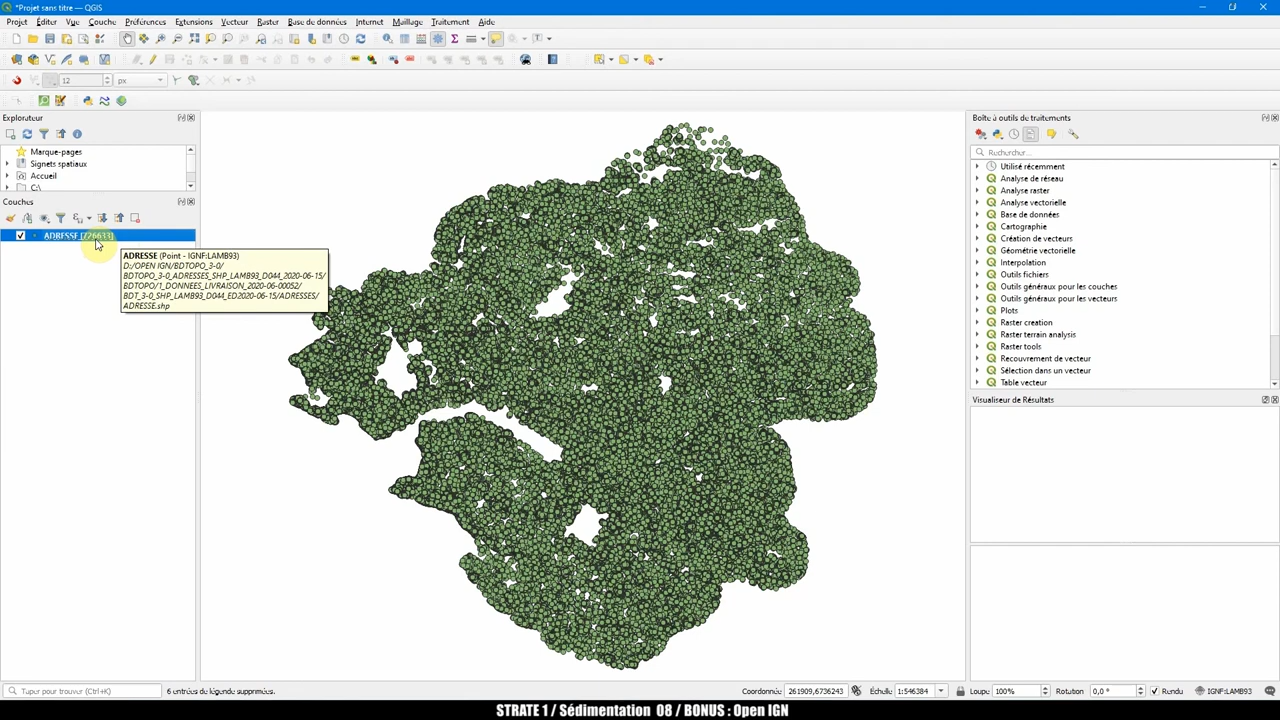 *Projet sans titre — QGIS
Projet Éditer Vue Couche Préférences Extensions Vecteur Raster Base de données Internet Maillage Traitement Aide
12 px
Explorateur
Marque-pages
Signets spatiaux
Accueil
C:\
Couches
ADRESSE [726633]
ADRESSE (Point - IGNF:LAMB93)
D:/OPEN IGN/BDTOPO_3-0/
BDTOPO_3-0_ADRESSES_SHP_LAMB93_D044_2020-06-15/
BDTOPO/1_DONNEES_LIVRAISON_2020-06-00052/
BDT_3-0_SHP_LAMB93_D044_ED2020-06-15/ADRESSES/
ADRESSE.shp
Boîte à outils de traitements
Rechercher...
Utilisé récemment
Analyse de réseau
Analyse raster
Analyse vectorielle
Base de données
Cartographie
Création de vecteurs
Géométrie vectorielle
Interpolation
Outils fichiers
Outils généraux pour les couches
Outils généraux pour les vecteurs
Plots
Raster creation
Raster terrain analysis
Raster tools
Recouvrement de vecteur
Sélection dans un vecteur
Table vecteur
Visualiseur de Résultats
Taper pour trouver (Ctrl+K) 6 entrées de légende supprimées. Coordonnée 261909,6736243 Échelle 1:546384 Loupe 100% Rotation 0,0 ° Rendu IGNF:LAMB93
STRATE 1 / Sédimentation 08 / BONUS : Open IGN